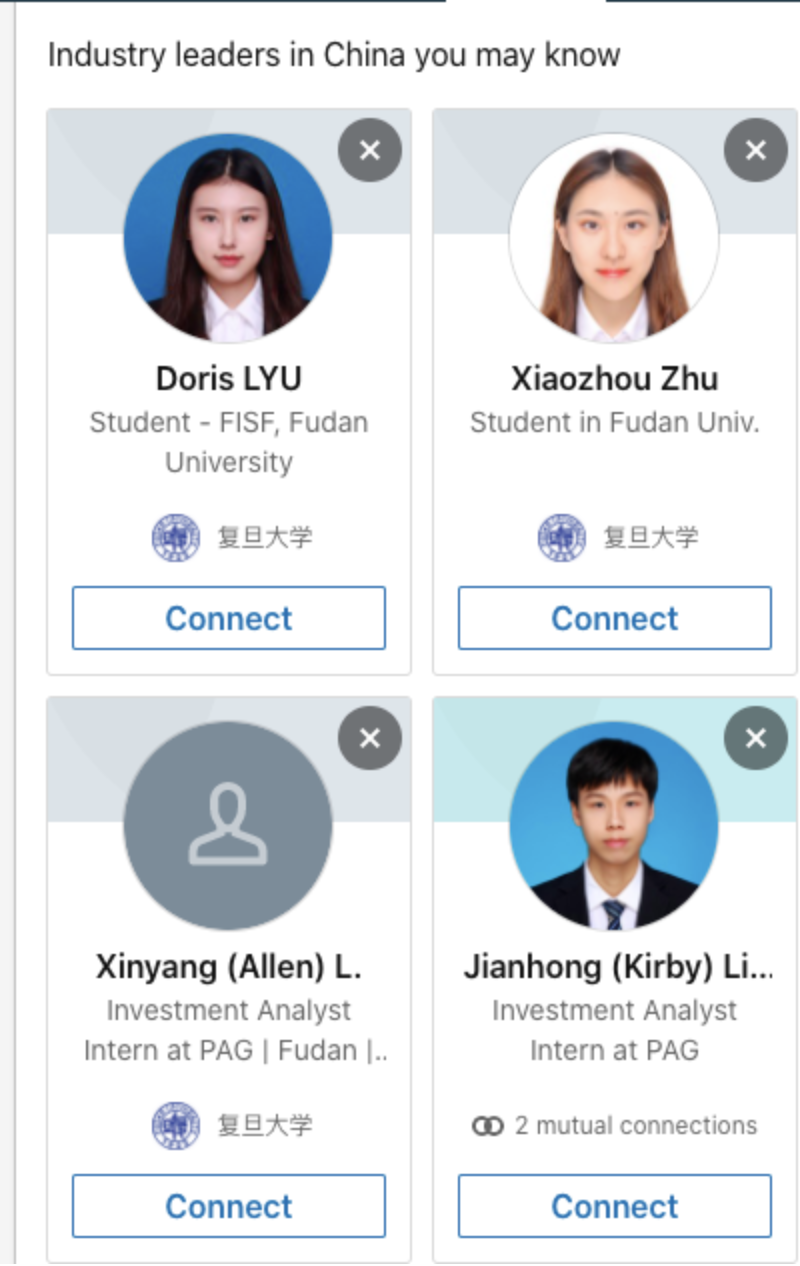 Industry leaders in China you may know
Doris LYU
Student - FISF, Fudan
University
复旦大学
Connect
Xiaozhou Zhu
Student in Fudan Univ.
复旦大学
Connect
Xinyang (Allen) L.
Investment Analyst
Intern at PAG | Fudan |..
复旦大学
Connect
Jianhong (Kirby) Li...
Investment Analyst
Intern at PAG
2 mutual connections
Connect